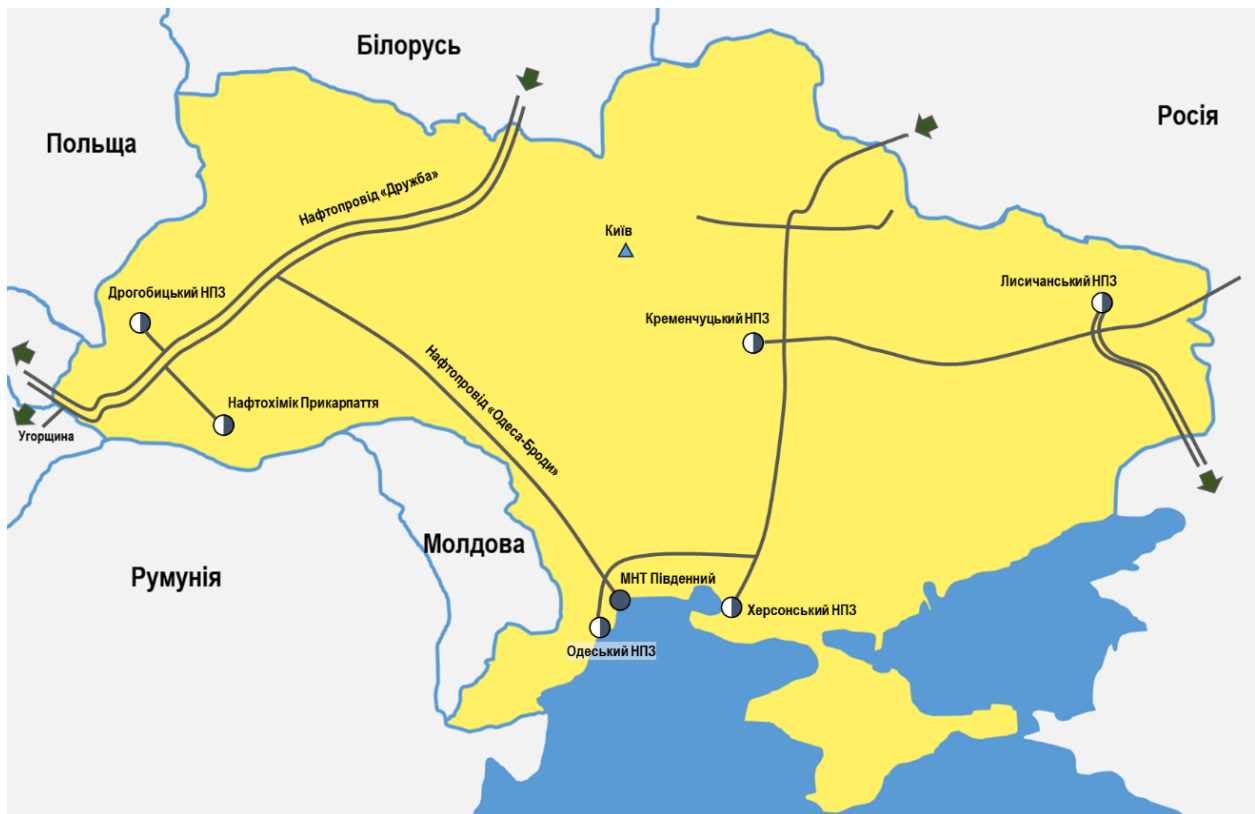 Білорусь
Росія
Польща
Нафтопровід «Дружба»
Київ
Дрогобицький НПЗ
Лисичанський НПЗ
Кременчуцький НПЗ
Нафтохімік Прикарпаття
Нафтопровід «Одеса-Броди»
Угорщина
Молдова
Румунія
МНТ Південний
Херсонський НПЗ
Одеський НПЗ